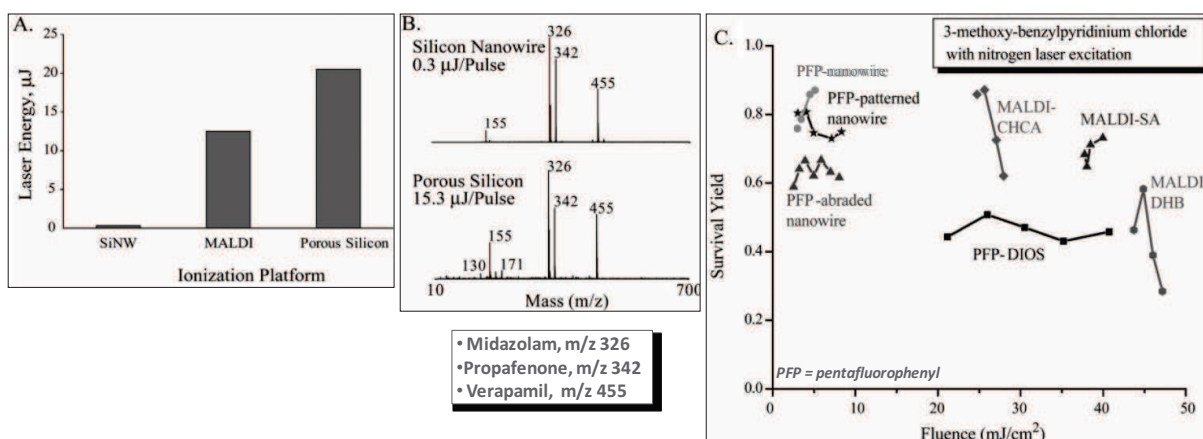 A.
Laser Energy, µJ
25
20
15
10
5
0
SiNW
MALDI
Porous Silicon
Ionization Platform
B.
Silicon Nanowire
0.3 µJ/Pulse
326
342
455
155
Porous Silicon
15.3 µJ/Pulse
326
342
455
155
130
171
10
700
Mass (m/z)
• Midazolam, m/z 326
•Propafenone, m/z 342
• Verapamil, m/z 455
C.
3-methoxy-benzylpyridinium chloride
with nitrogen laser excitation
Survival Yield
1.0
0.8
0.6
0.4
0.2
0.0
PFP-nanowire
PFP-patterned
nanowire
PFP-abraded
nanowire
MALDI-
CHCA
MALDI-SA
MALDI
DHB
PFP-DIOS
PFP = pentafluorophenyl
0
10
20
30
40
50
Fluence (mJ/cm²)